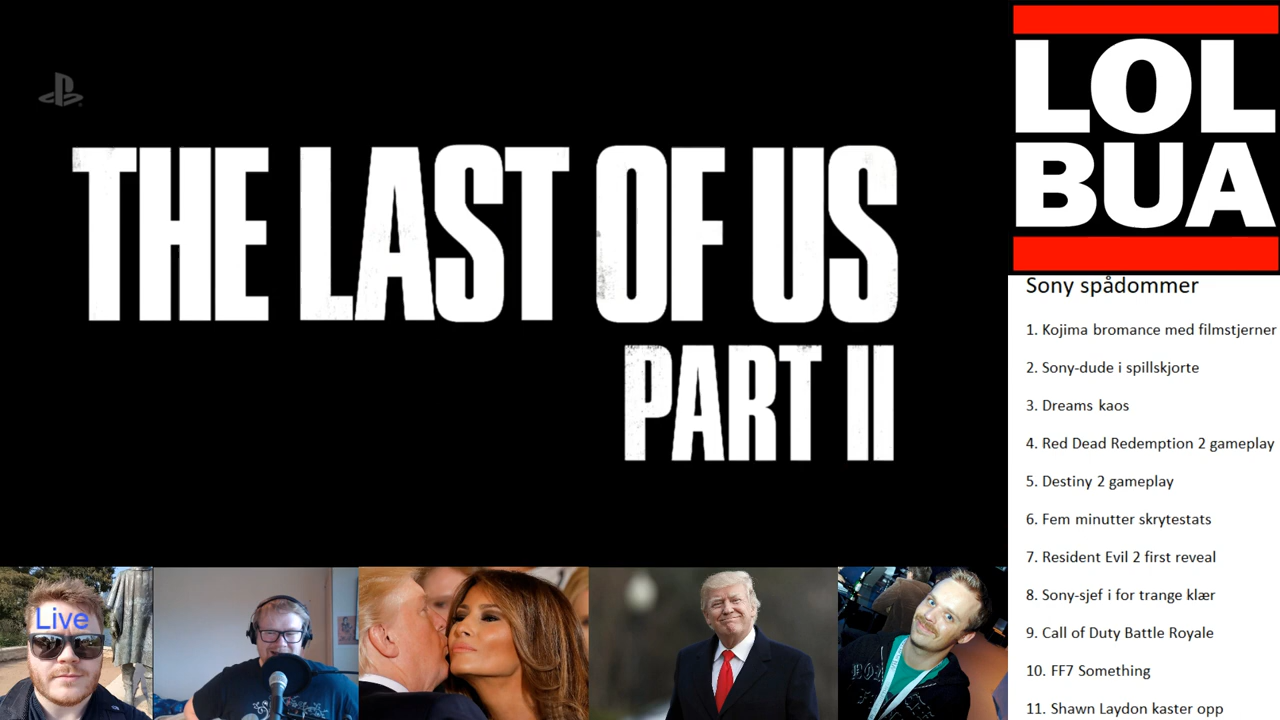 THE LAST OF US
PART II
LOL
BUA
Sony spådommer
1. Kojima bromance med filmstjerner
2. Sony-dude i spillskjorte
3. Dreams kaos
4. Red Dead Redemption 2 gameplay
5. Destiny 2 gameplay
6. Fem minutter skrytestats
7. Resident Evil 2 first reveal
8. Sony-sjef i for trange klær
9. Call of Duty Battle Royale
10. FF7 Something
11. Shawn Laydon kaster opp
Live